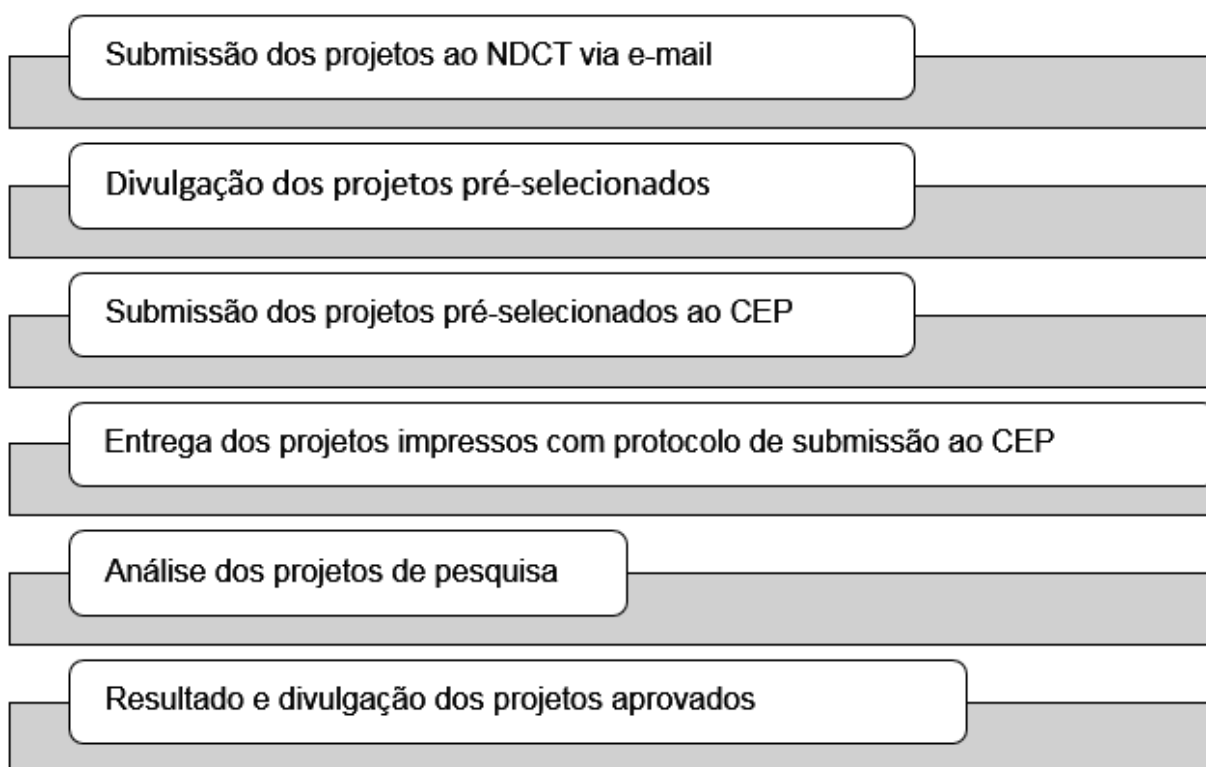 Submissão dos projetos ao NDCT via e-mail
Divulgação dos projetos pré-selecionados
Submissão dos projetos pré-selecionados ao CEP
Entrega dos projetos impressos com protocolo de submissão ao CEP
Análise dos projetos de pesquisa
Resultado e divulgação dos projetos aprovados